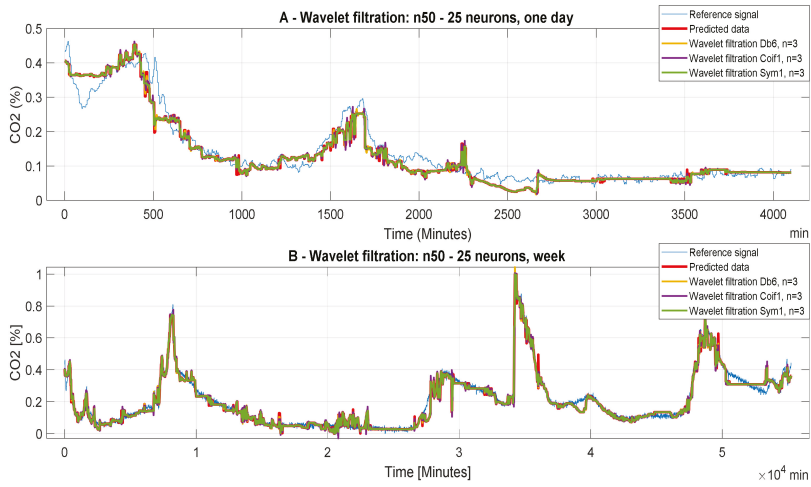 A - Wavelet filtration: n50 - 25 neurons, one day
Reference signal
Predicted data
Wavelet filtration Db6, n=3
Wavelet filtration Coif1, n=3
Wavelet filtration Sym1, n=3
CO2 (%)
0.5
0.4
0.3
0.2
0.1
0
0 500 1000 1500 2000 2500 3000 3500 4000
Time (Minutes)
min
B - Wavelet filtration: n50 - 25 neurons, week
Reference signal
Predicted data
Wavelet filtration Db6, n=3
Wavelet filtration Coif1, n=3
Wavelet filtration Sym1, n=3
CO2 [%]
1
0.8
0.6
0.4
0.2
0
0 1 2 3 4 5
Time [Minutes]
×10⁴ min